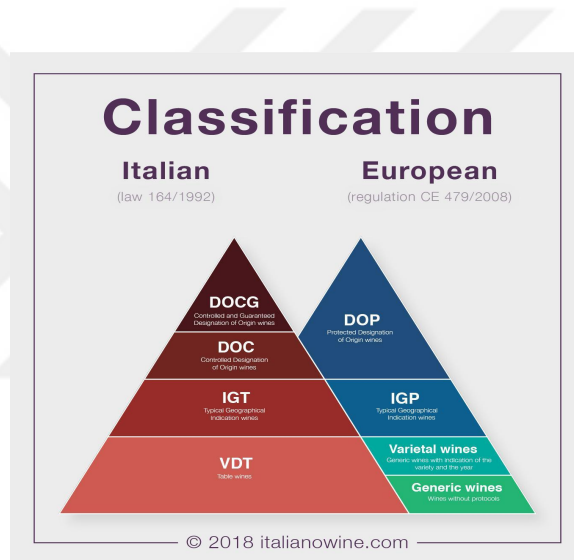 Classification
Italian
(law 164/1992)
European
(regulation CE 479/2008)
DOCG
Controlled and Guaranteed
Designation of Origin wines
DOC
Controlled Designation
of Origin wines
IGT
Typical Geographical
Indication wines
VDT
Table wines
DOP
Protected Designation
of Origin wines
IGP
Typical Geographical
Indication wines
Varietal wines
Generic wines with indication of the
variety and the year
Generic wines
Wines without protocols
© 2018 italianowine.com